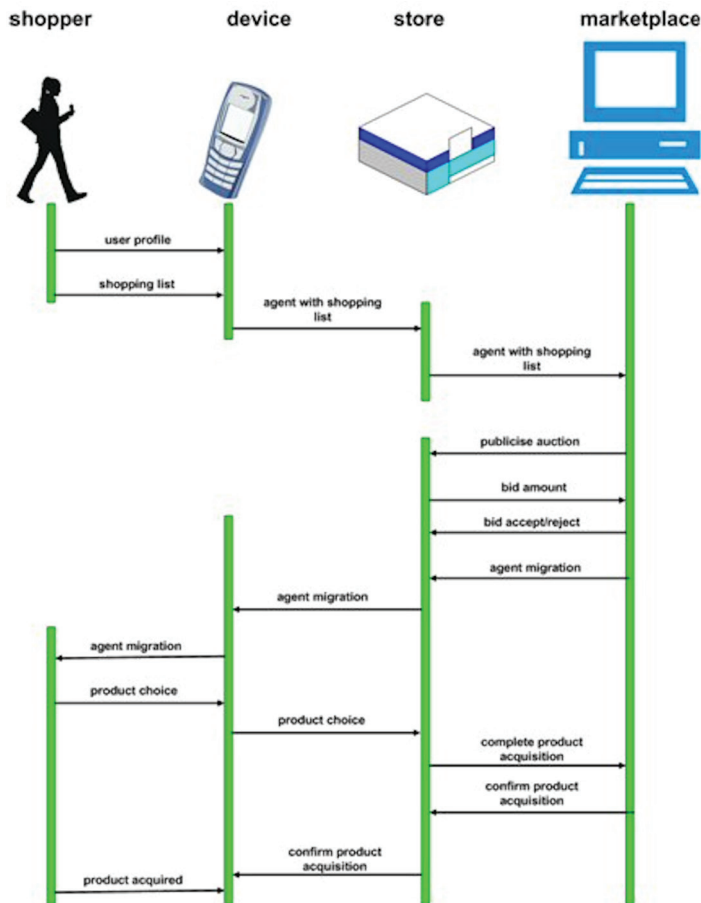 shopper device store marketplace
user profile
shopping list
agent with shopping
list
agent with shopping
list
publicise auction
bid amount
bid accept/reject
agent migration
agent migration
agent migration
product choice
product choice
complete product
acquisition
confirm product
acquisition
confirm product
acquisition
product acquired